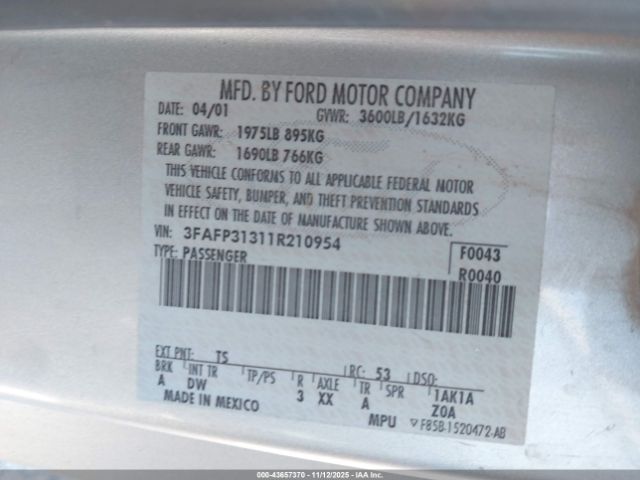 MFD. BY FORD MOTOR COMPANY
DATE: 04/01 GVWR: 3600LB/1632KG
FRONT GAWR: 1975LB 895KG
REAR GAWR: 1690LB 766KG
THIS VEHICLE CONFORMS TO ALL APPLICABLE FEDERAL MOTOR
VEHICLE SAFETY, BUMPER, AND THEFT PREVENTION STANDARDS
IN EFFECT ON THE DATE OF MANUFACTURE SHOWN ABOVE.
VIN: 3FAFP31311R210954
TYPE: PASSENGER
F0043
R0040
EXT PNT: TS RC: 53 DSO:
BRK INT TR TP/PS R AXLE TR SPR 1AK1A
A DW 3 XX A Z0A
MADE IN MEXICO
MPU F85B-1520472-AB
000-43657370 - 11/12/2025 - IAA Inc.